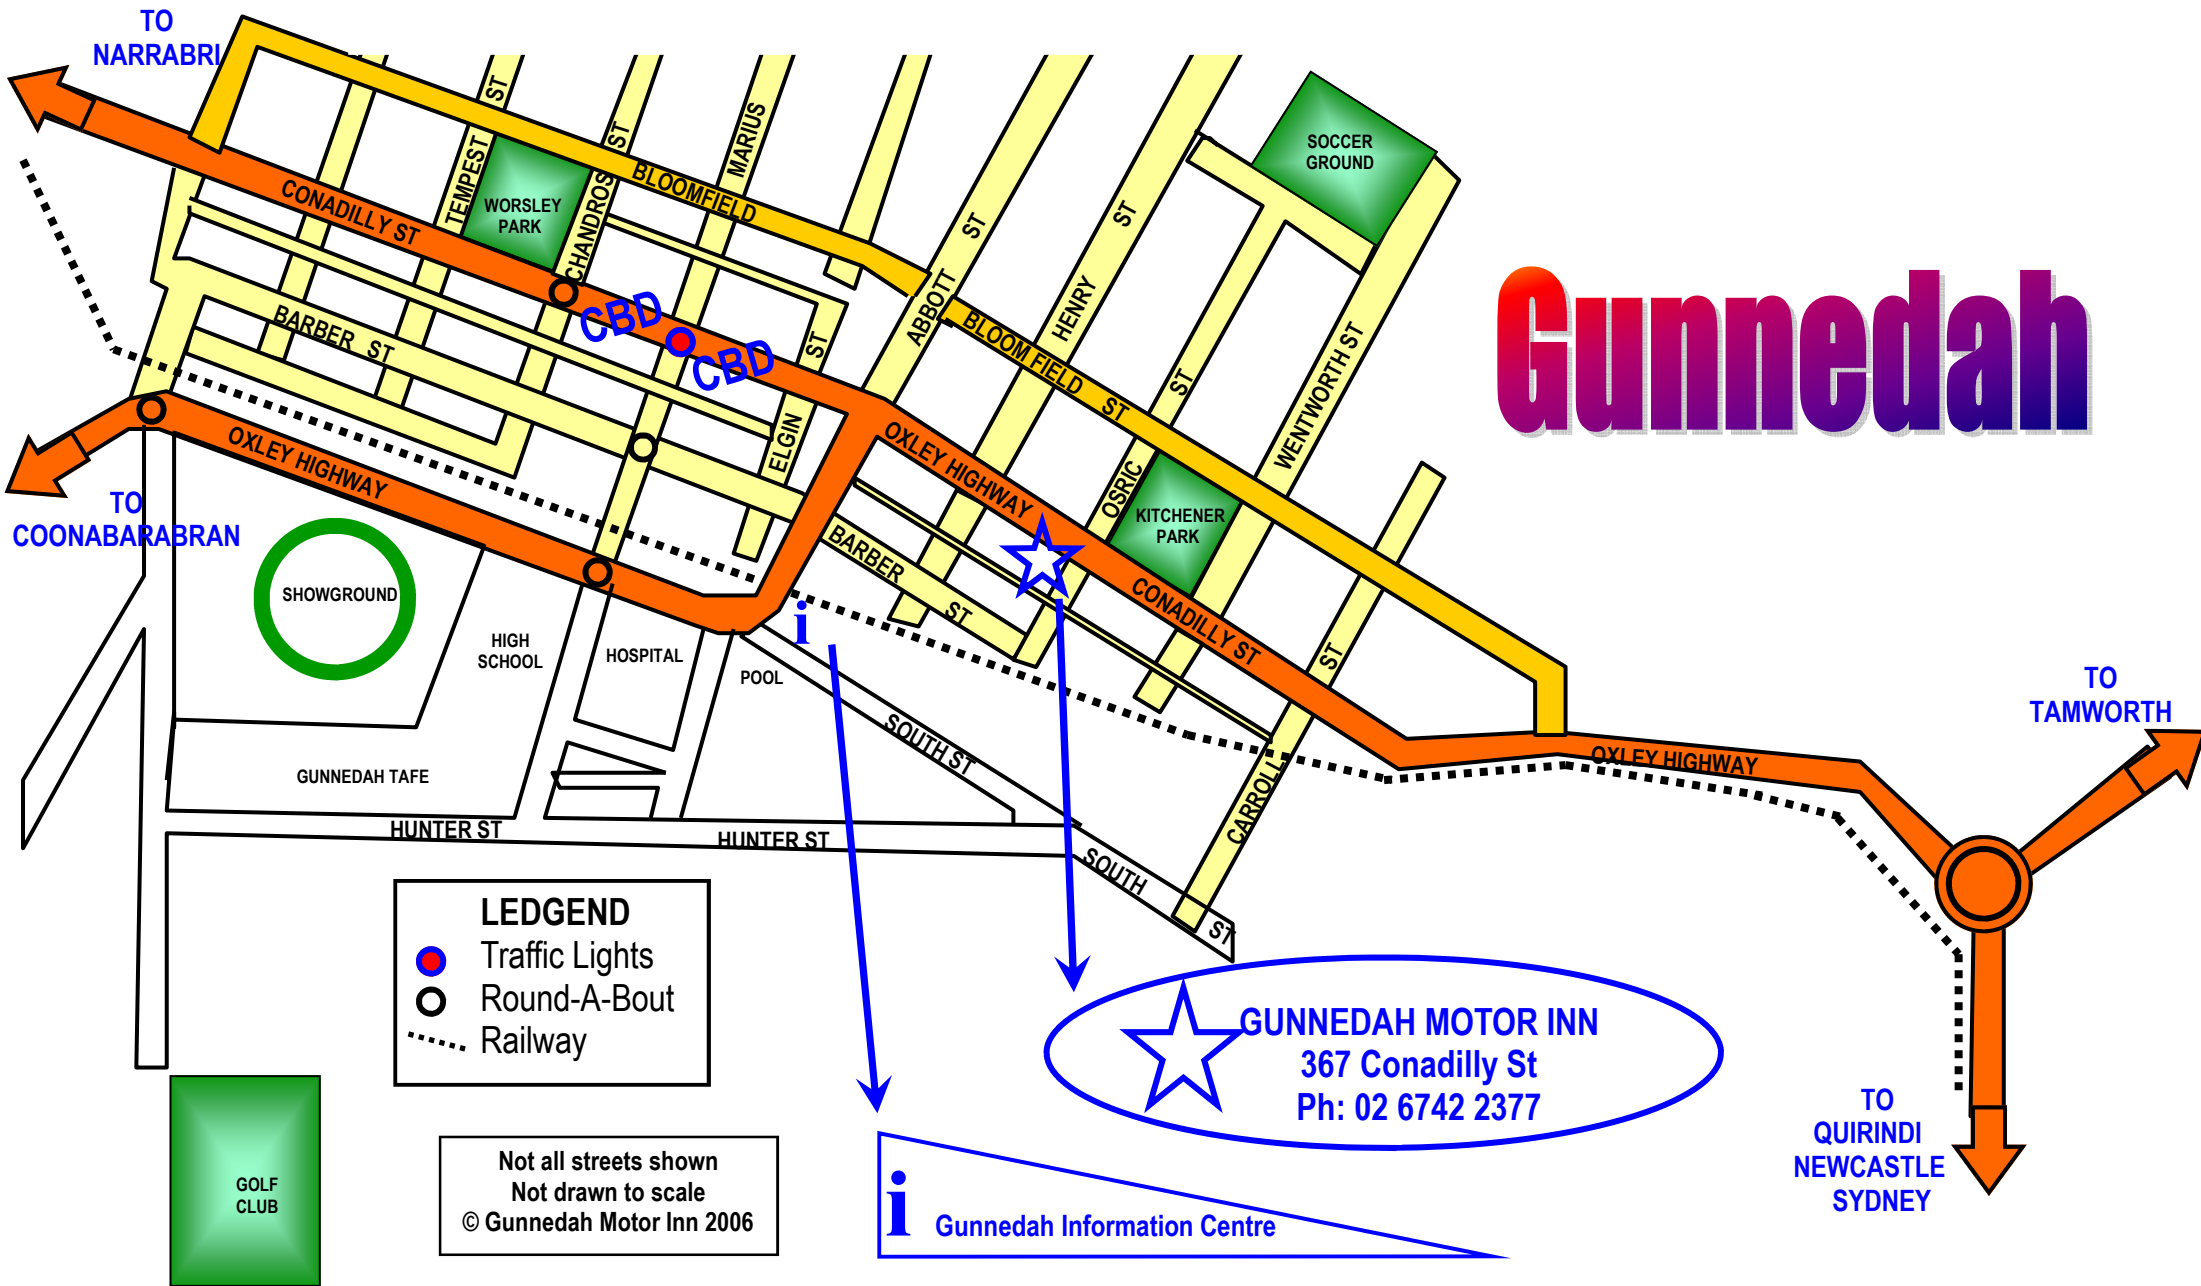 TO
NARRABRI
Gunnedah
SOCCER
GROUND
ST
TEMPEST
WORSLEY
PARK
ST
CHANDROS
MARIUS
BLOOMFIELD
CONADILLY ST
ST
ABBOTT
ST
HENRY
BLOOM FIELD ST
ST
OSRIC
WENTWORTH ST
CBD
CBD
BARBER ST
ST
ELGIN
OXLEY HIGHWAY
OXLEY HIGHWAY
KITCHENER
PARK
TO
COONABARABRAN
BARBER
ST
CONADILLY ST
SHOWGROUND
HIGH
SCHOOL
HOSPITAL
POOL
i
SOUTH ST
ST
CARROLL
OXLEY HIGHWAY
TO
TAMWORTH
GUNNEDAH TAFE
HUNTER ST
HUNTER ST
SOUTH
ST
LEDGEND
Traffic Lights
Round-A-Bout
Railway
GUNNEDAH MOTOR INN
367 Conadilly St
Ph: 02 6742 2377
TO
QUIRINDI
NEWCASTLE
SYDNEY
GOLF
CLUB
Not all streets shown
Not drawn to scale
© Gunnedah Motor Inn 2006
i Gunnedah Information Centre